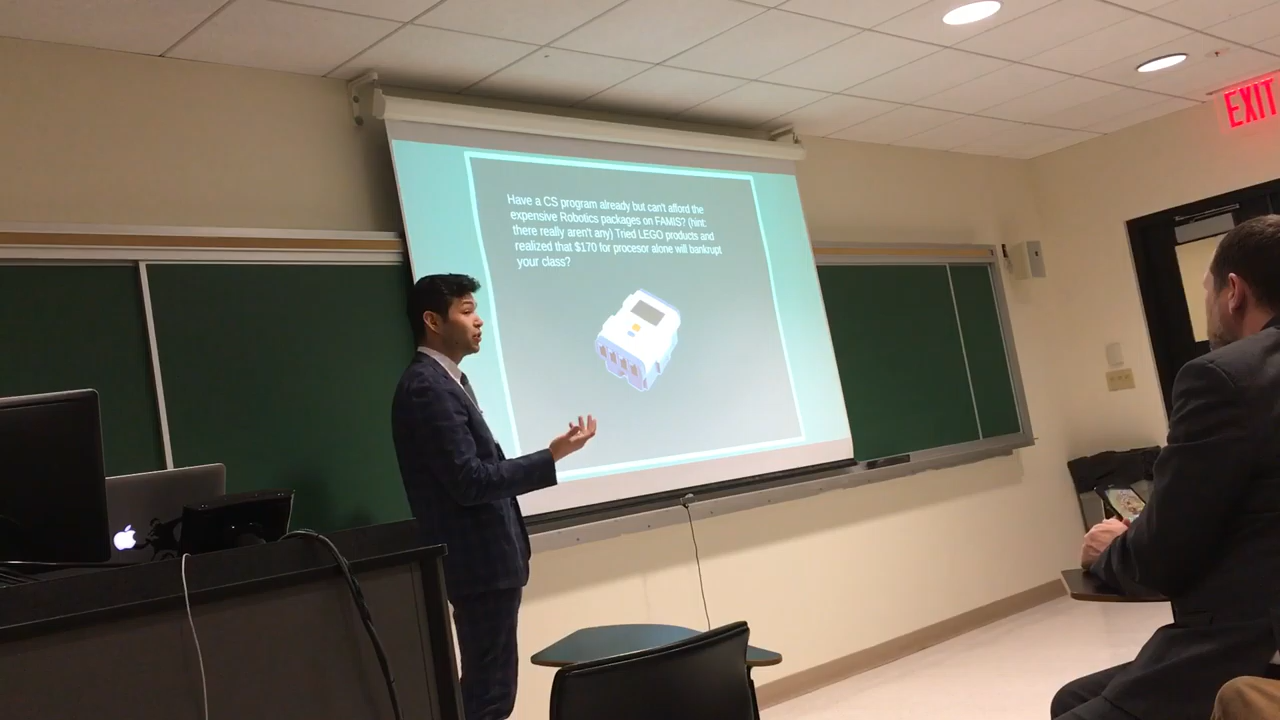 Have a CS program already but can't afford the
expensive Robotics packages on FAMIS? (hint:
there really aren't any) Tried LEGO products and
realized that $170 for procesor alone will bankrupt
your class?
EXIT